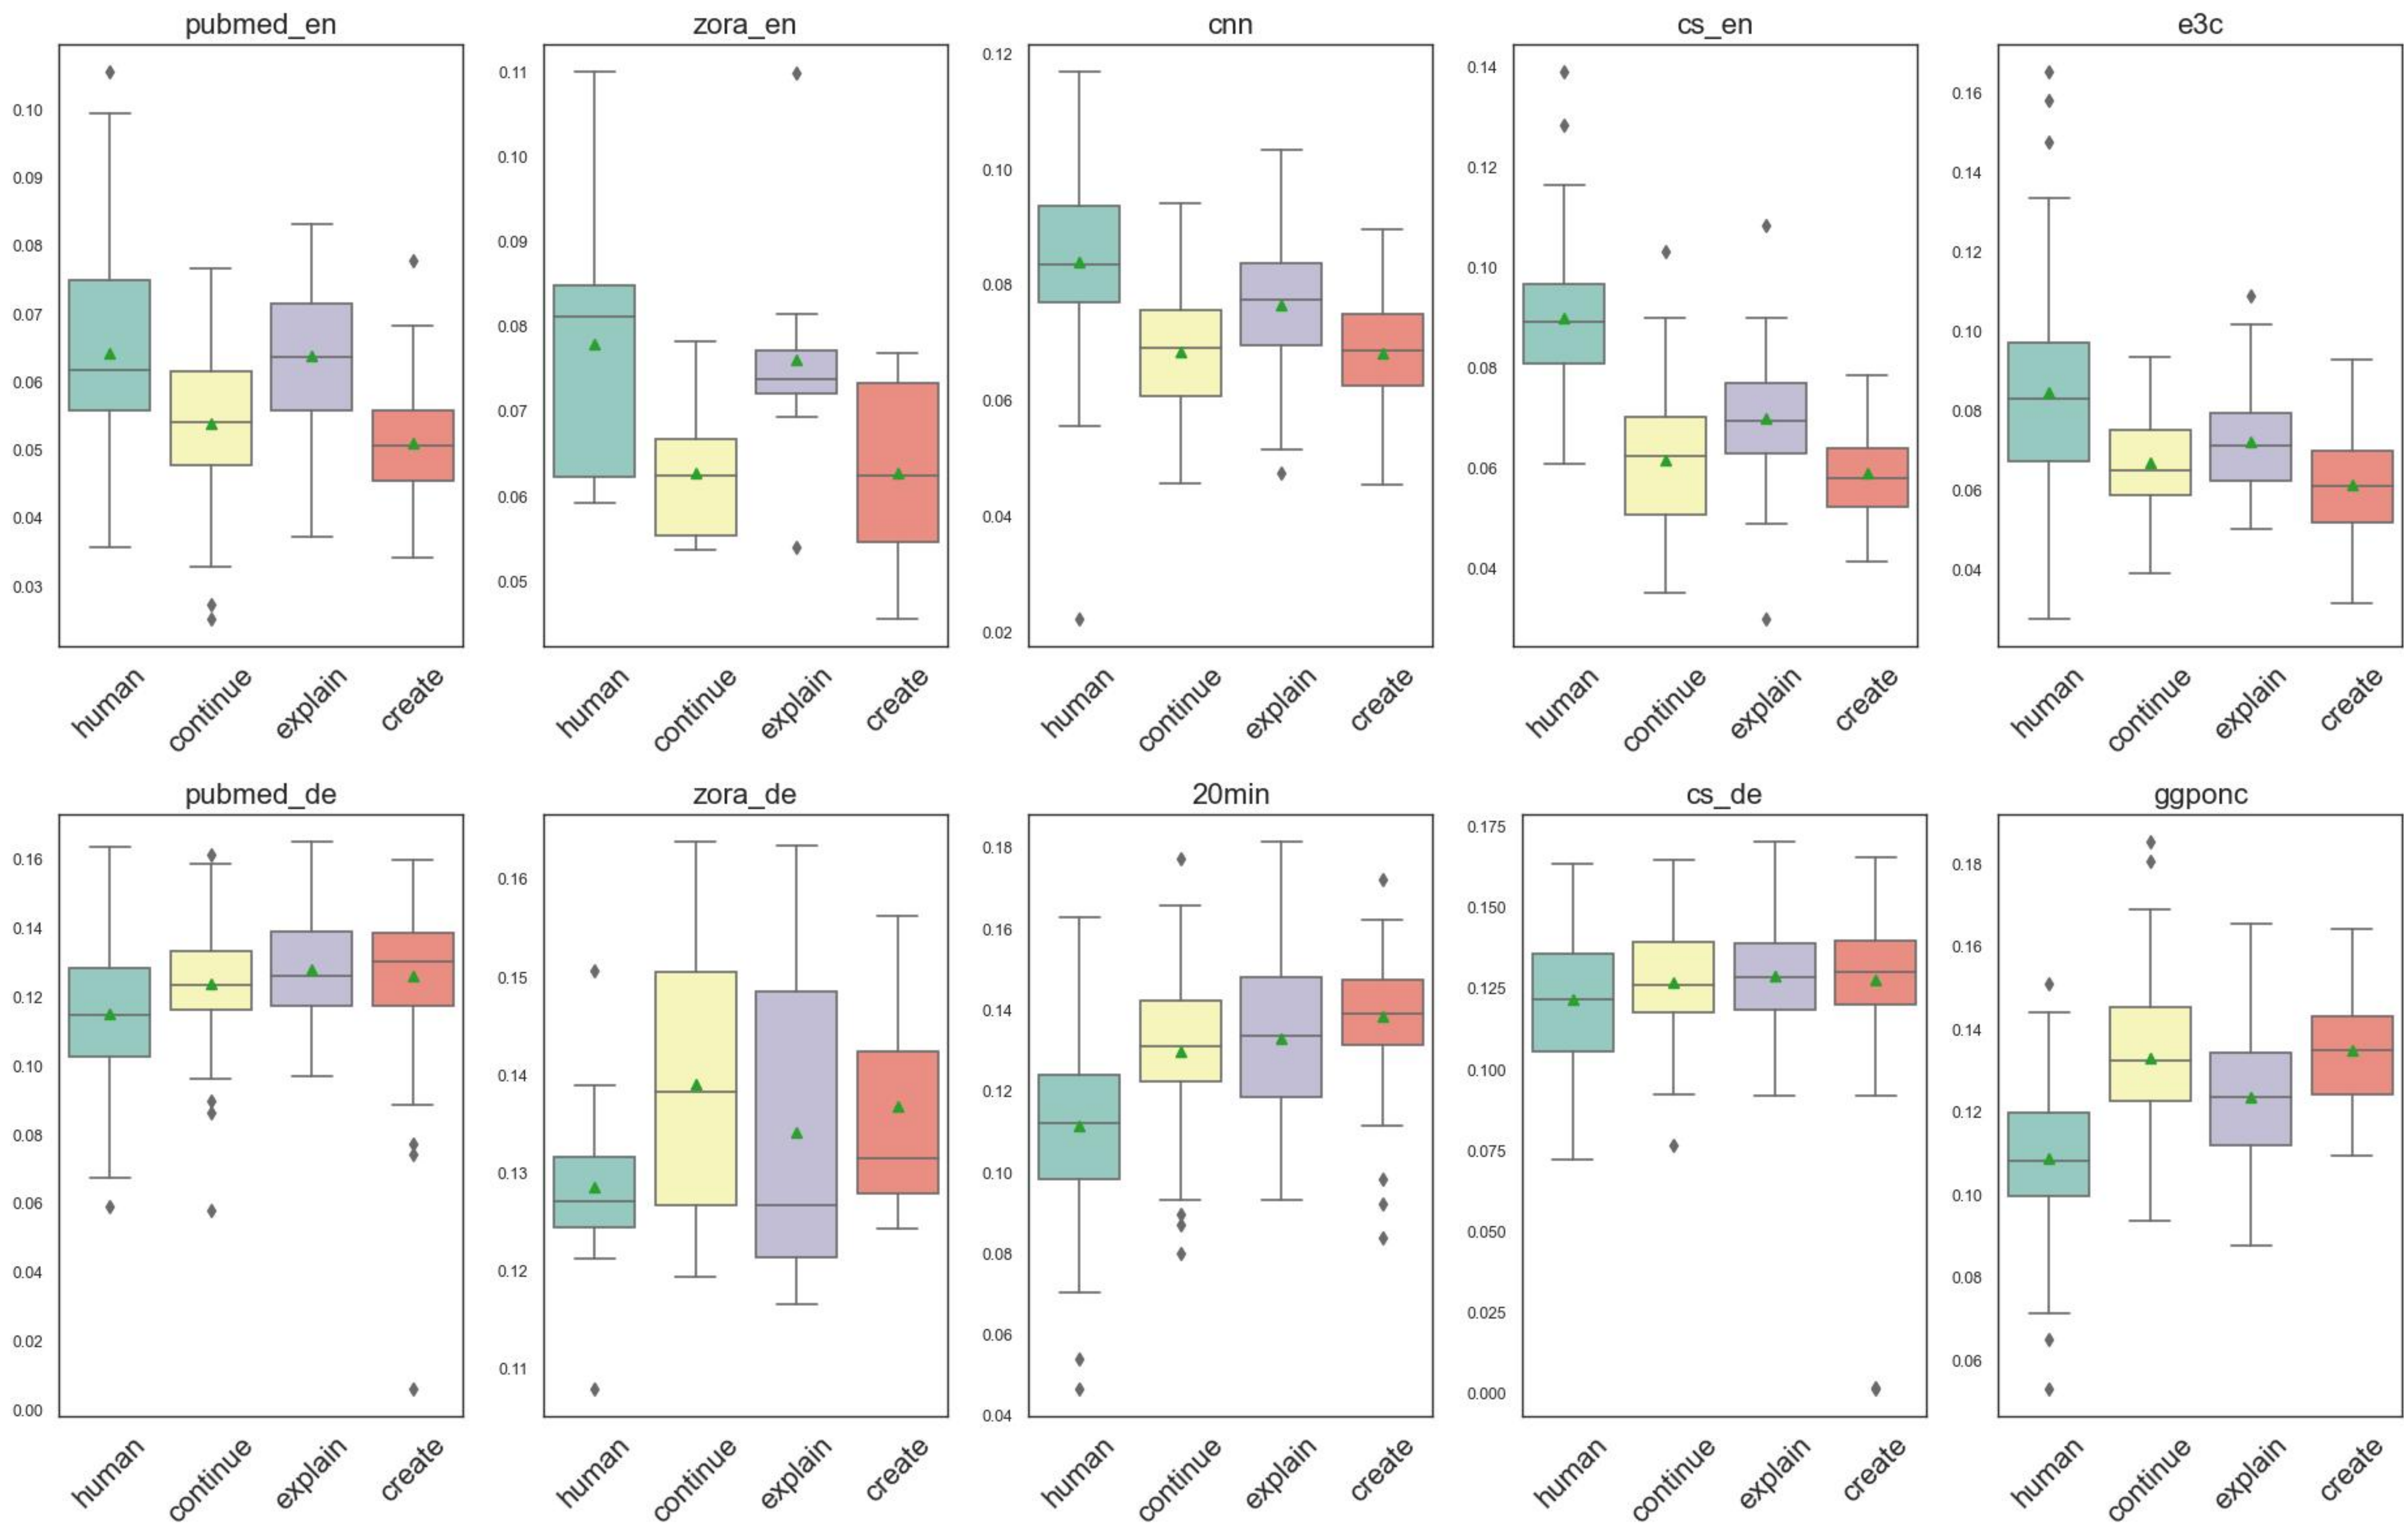 pubmed_en
0.10
0.09
0.08
0.07
0.06
0.05
0.04
0.03
human
continue
explain
create
zora_en
0.11
0.10
0.09
0.08
0.07
0.06
0.05
human
continue
explain
create
cnn
0.12
0.10
0.08
0.06
0.04
0.02
human
continue
explain
create
cs_en
0.14
0.12
0.10
0.08
0.06
0.04
human
continue
explain
create
e3c
0.16
0.14
0.12
0.10
0.08
0.06
0.04
human
continue
explain
create
pubmed_de
0.16
0.14
0.12
0.10
0.08
0.06
0.04
0.02
0.00
human
continue
explain
create
zora_de
0.16
0.15
0.14
0.13
0.12
0.11
human
continue
explain
create
20min
0.18
0.16
0.14
0.12
0.10
0.08
0.06
0.04
human
continue
explain
create
cs_de
0.175
0.150
0.125
0.100
0.075
0.050
0.025
0.000
human
continue
explain
create
ggponc
0.18
0.16
0.14
0.12
0.10
0.08
0.06
human
continue
explain
create